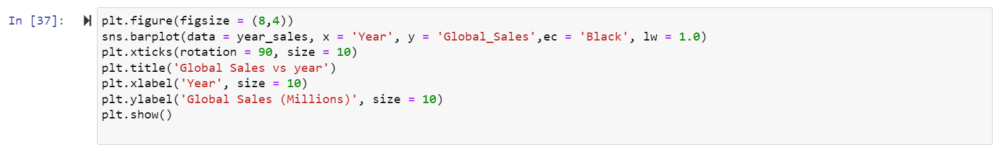 In [37]:
plt.figure(figsize = (8,4))
sns.barplot(data = year_sales, x = 'Year', y = 'Global_Sales',ec = 'Black', lw = 1.0)
plt.xticks(rotation = 90, size = 10)
plt.title('Global Sales vs year')
plt.xlabel('Year', size = 10)
plt.ylabel('Global Sales (Millions)', size = 10)
plt.show()